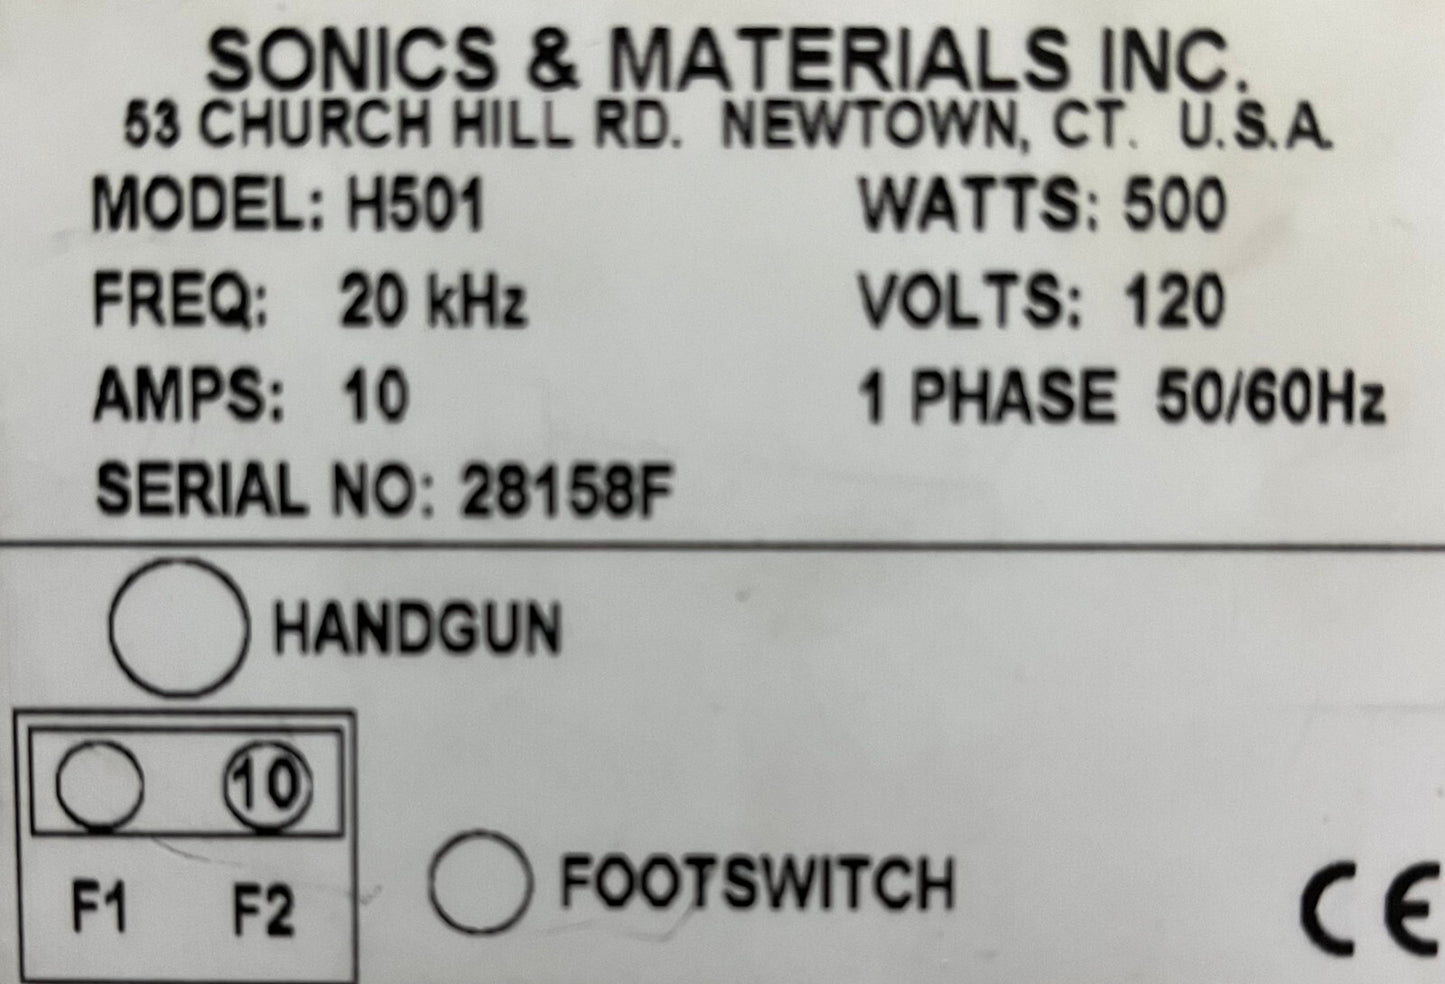 SONICS & MATERIALS INC.
53 CHURCH HILL RD. NEWTOWN, CT. U.S.A.
MODEL: H501 WATTS: 500
FREQ: 20 kHz VOLTS: 120
AMPS: 10 1 PHASE 50/60Hz
SERIAL NO: 28158F
HANDGUN
10
F1 F2
FOOTSWITCH
CE